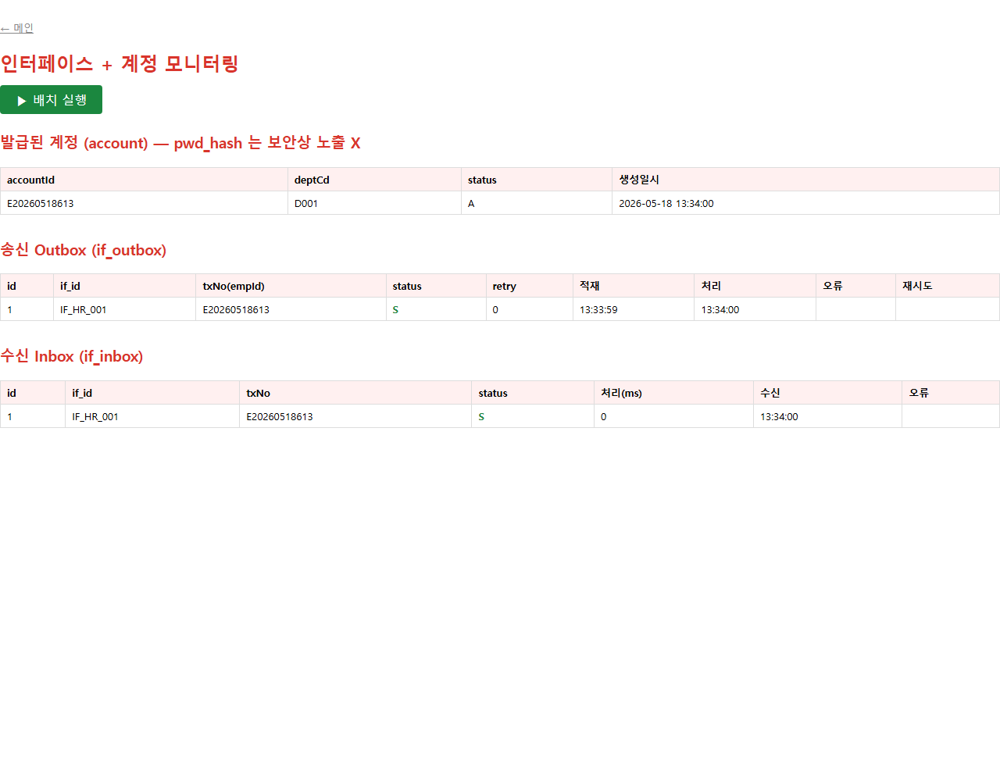 ← 메인
인터페이스 + 계정 모니터링
▶ 배치 실행
발급된 계정 (account) — pwd_hash 는 보안상 노출 X
accountId deptCd status 생성일시
E20260518613 D001 A 2026-05-18 13:34:00
송신 Outbox (if_outbox)
id if_id txNo(empId) status retry 적재 처리 오류 재시도
1 IF_HR_001 E20260518613 S 0 13:33:59 13:34:00
수신 Inbox (if_inbox)
id if_id txNo status 처리(ms) 수신 오류
1 IF_HR_001 E20260518613 S 0 13:34:00